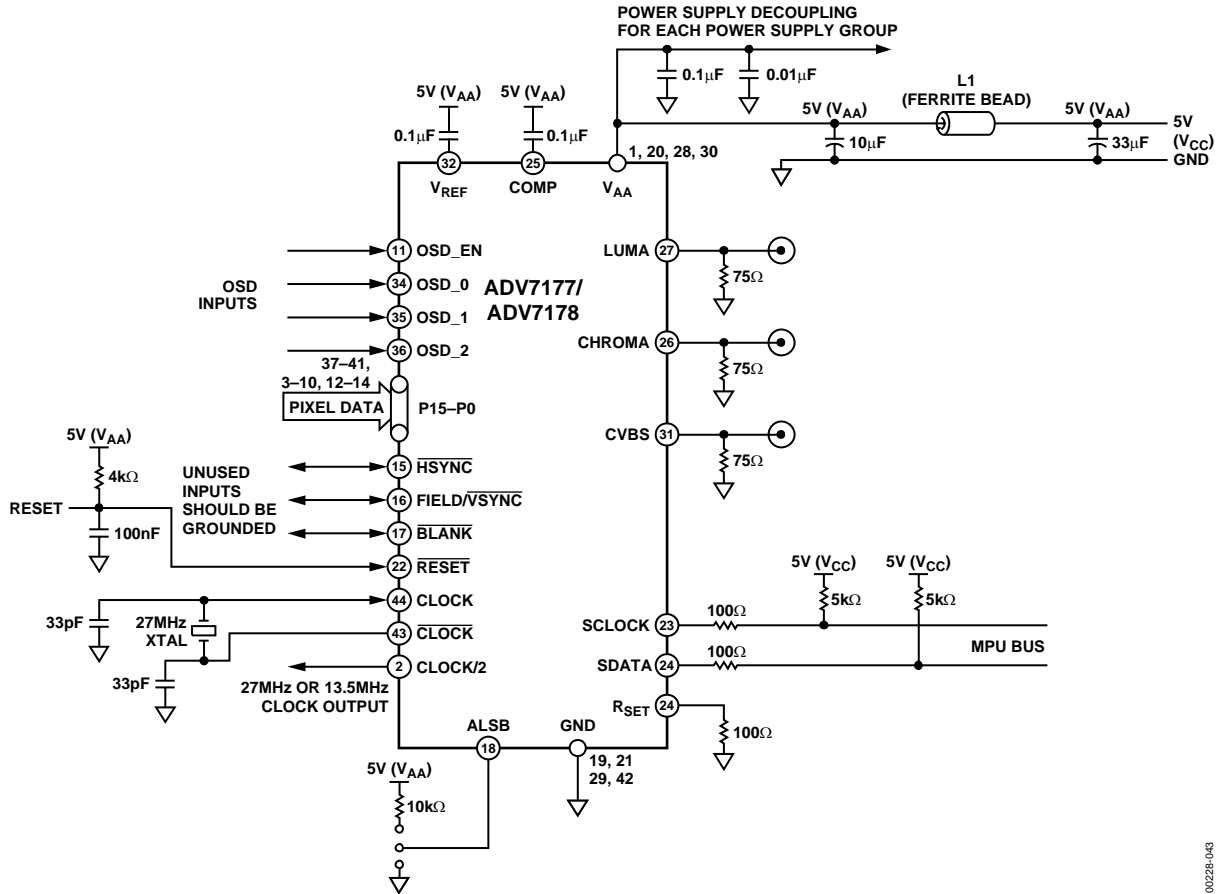 POWER SUPPLY DECOUPLING
FOR EACH POWER SUPPLY GROUP
0.1μF
0.01μF
L1
(FERRITE BEAD)
5V (VAA)
5V (VAA)
5V (VAA)
5V (VAA)
5V
(VCC)
GND
0.1μF
0.1μF
10μF
33μF
1, 20, 28, 30
32
25
VREF
COMP
VAA
11
OSD_EN
34
OSD_0
35
OSD_1
36
OSD_2
OSD
INPUTS
ADV7177/
ADV7178
LUMA
27
75Ω
CHROMA
26
75Ω
CVBS
31
75Ω
37–41,
3–10, 12–14
PIXEL DATA
P15–P0
5V (VAA)
4kΩ
RESET
100nF
UNUSED
INPUTS
SHOULD BE
GROUNDED
15
HSYNC
16
FIELD/VSYNC
17
BLANK
22
RESET
44
CLOCK
43
CLOCK
2
CLOCK/2
33pF
27MHz
XTAL
33pF
27MHz OR 13.5MHz
CLOCK OUTPUT
5V (VCC)
5V (VCC)
5kΩ
5kΩ
100Ω
SCLOCK
23
MPU BUS
100Ω
SDATA
24
RSET
24
100Ω
ALSB
18
GND
19, 21
29, 42
5V (VAA)
10kΩ
00228-043